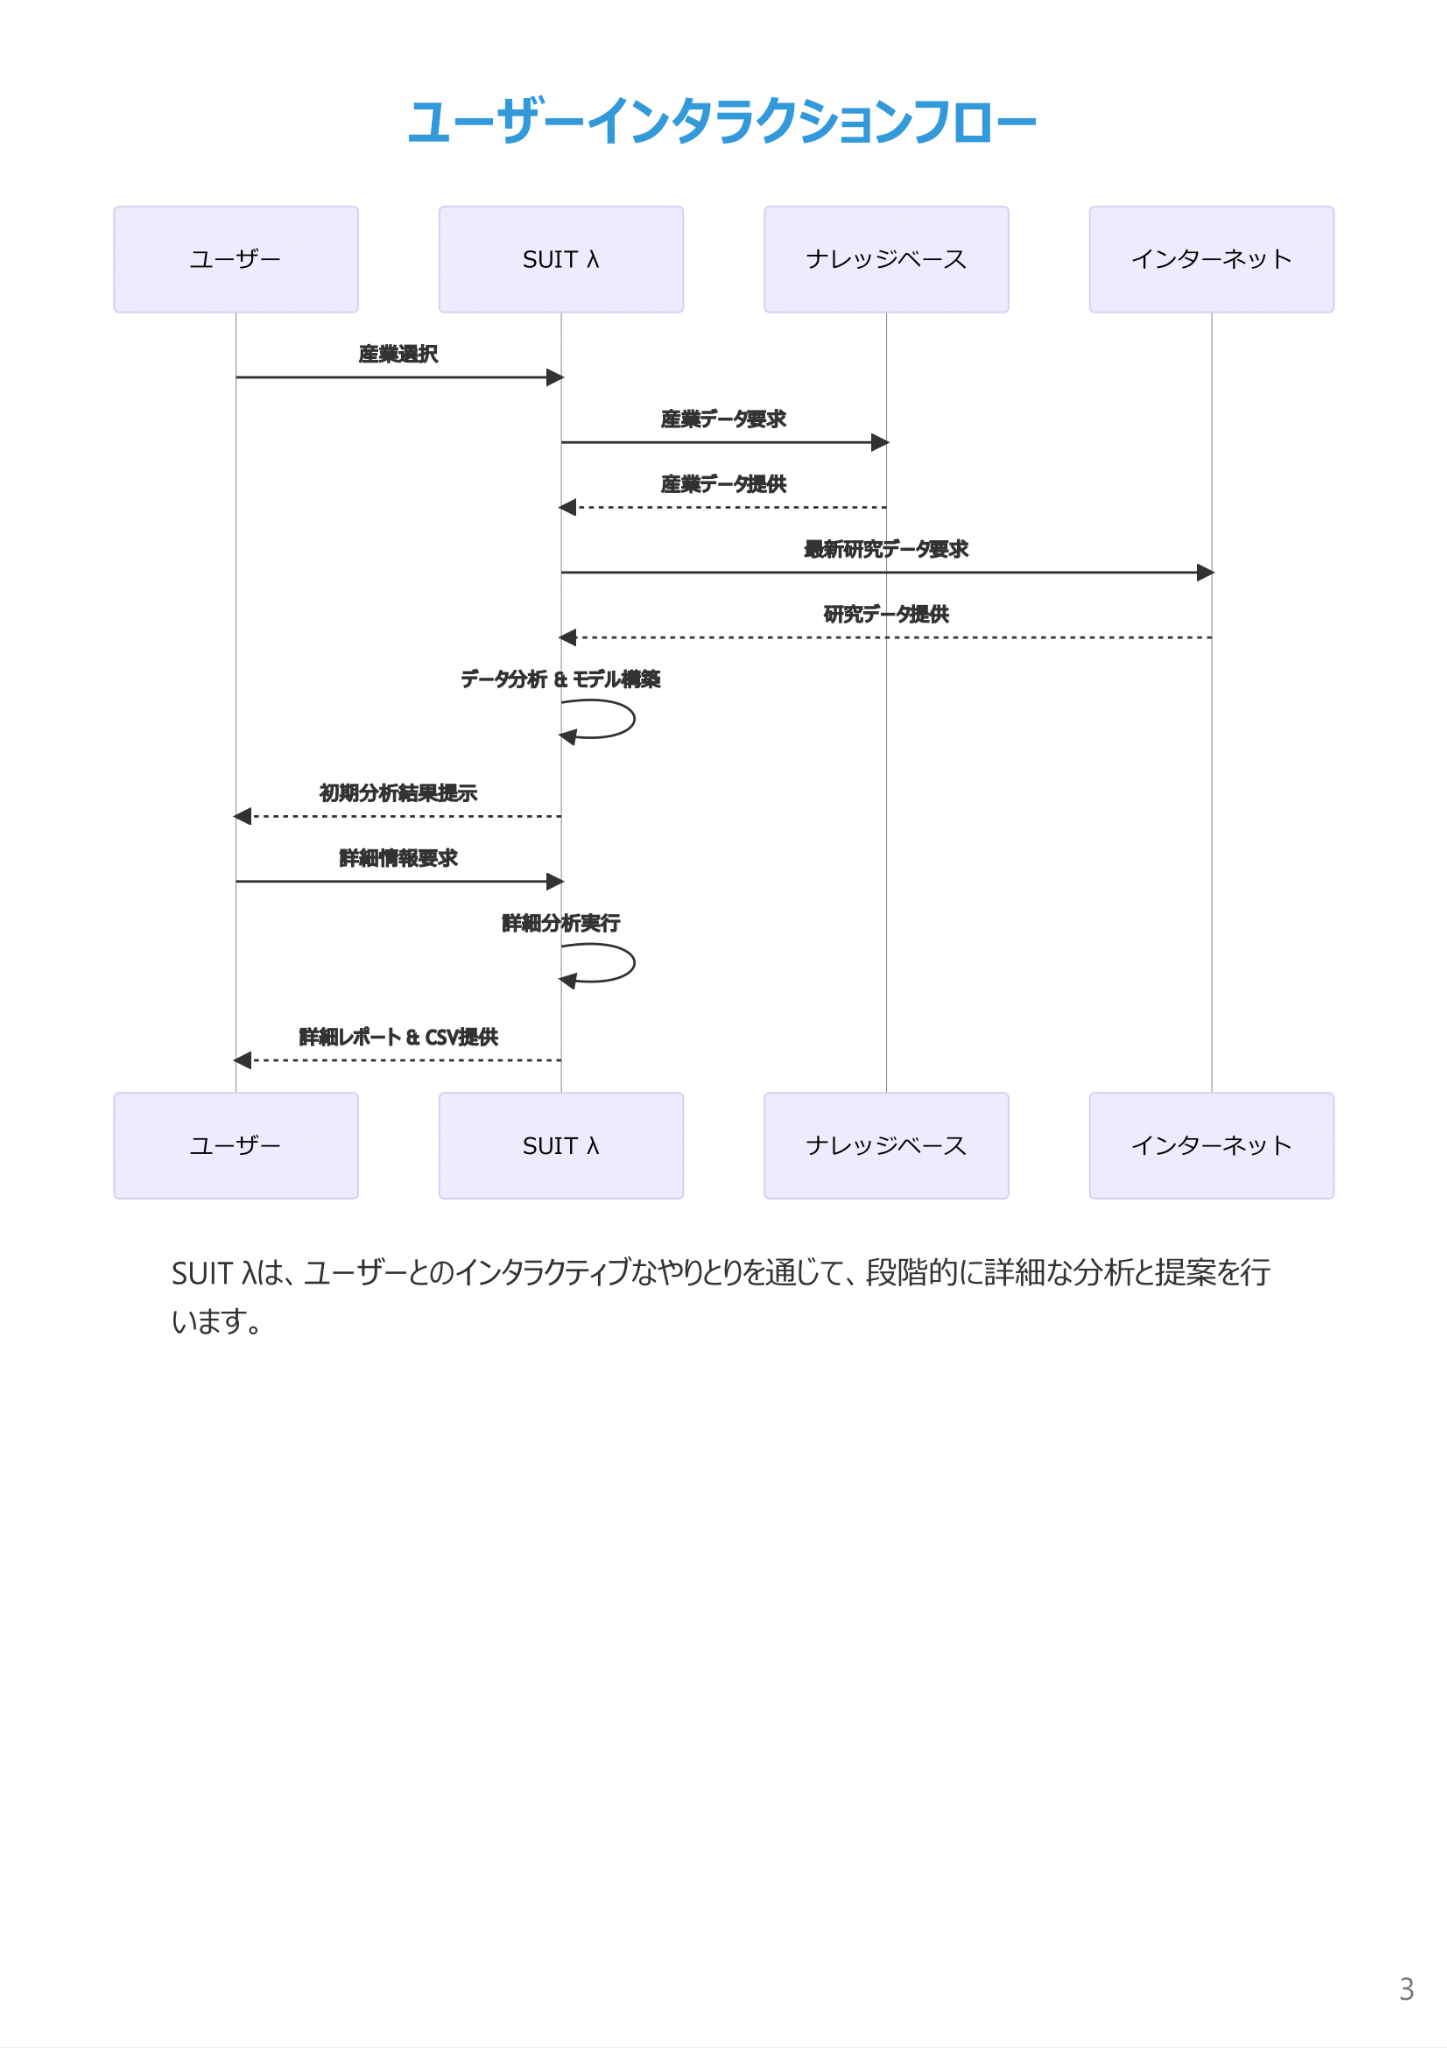 ユーザーインタラクションフロー
ユーザー
SUIT λ
ナレッジベース
インターネット
産業選択
産業データ要求
産業データ提供
最新研究データ要求
研究データ提供
データ分析 & モデル構築
初期分析結果提示
詳細情報要求
詳細分析実行
詳細レポート & CSV提供
ユーザー
SUIT λ
ナレッジベース
インターネット
SUIT λは、ユーザーとのインタラクティブなやりとりを通じて、段階的に詳細な分析と提案を行
います。
3